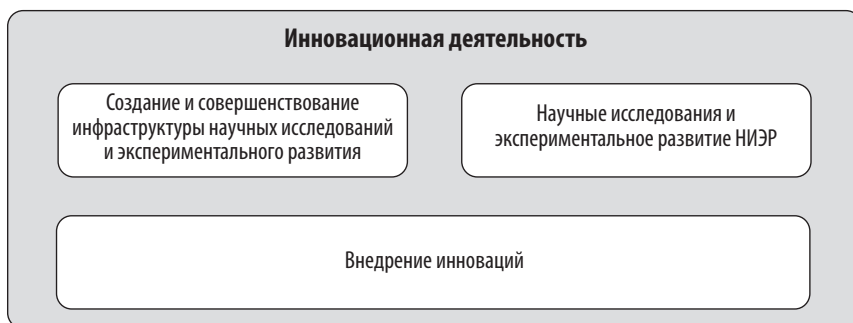 Инновационная деятельность
Создание и совершенствование
инфраструктуры научных исследований
и экспериментального развития
Научные исследования и
экспериментальное развитие НИЭР
Внедрение инноваций